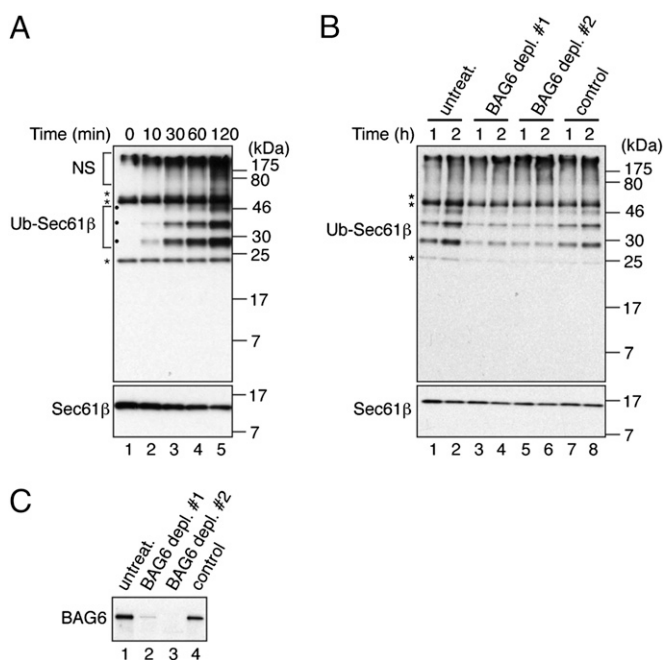 A
Time (min) 0 10 30 60 120
(kDa)
NS
175
80
*
*
46
Ub-Sec61β
30
25
*
17
7
Sec61β
17
7
1 2 3 4 5
B
untreat.
BAG6 depl. #1
BAG6 depl. #2
control
Time (h) 1 2 1 2 1 2 1 2
(kDa)
175
80
*
*
46
Ub-Sec61β
30
*
25
17
7
Sec61β
17
7
1 2 3 4 5 6 7 8
C
untreat.
BAG6 depl. #1
BAG6 depl. #2
control
BAG6
1 2 3 4